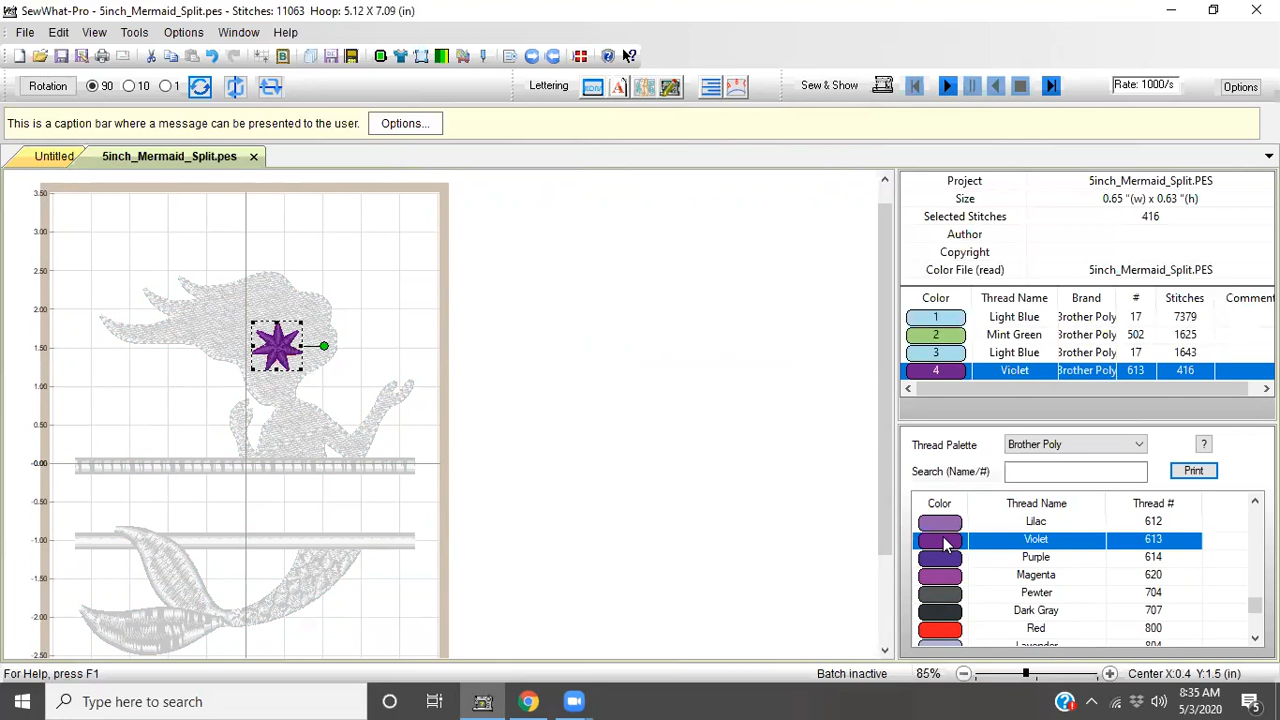 SewWhat-Pro - 5inch_Mermaid_Split.pes - Stitches: 11063 Hoop: 5.12 X 7.09 (in)
File Edit View Tools Options Window Help
Rotation 90 10 1 Lettering Sew & Show Rate: 1000/s Options
This is a caption bar where a message can be presented to the user. Options...
Untitled 5inch_Mermaid_Split.pes
Project 5inch_Mermaid_Split.PES
Size 0.65 "(w) x 0.63 "(h)
Selected Stitches 416
Author
Copyright
Color File (read) 5inch_Mermaid_Split.PES
Color Thread Name Brand # Stitches Comment
1 Light Blue Brother Poly 17 7379
2 Mint Green Brother Poly 502 1625
3 Light Blue Brother Poly 17 1643
4 Violet Brother Poly 613 416
Thread Palette Brother Poly ?
Search (Name/#) Print
Color Thread Name Thread #
Lilac 612
Violet 613
Purple 614
Magenta 620
Pewter 704
Dark Gray 707
Red 800
Lavender 804
3.50
3.00
2.50
2.00
1.50
1.00
0.50
-0.00
-0.50
-1.00
-1.50
-2.00
-2.50
For Help, press F1 Batch inactive 85% Center X:0.4 Y:1.5 (in)
Type here to search 8:35 AM
5/3/2020 5